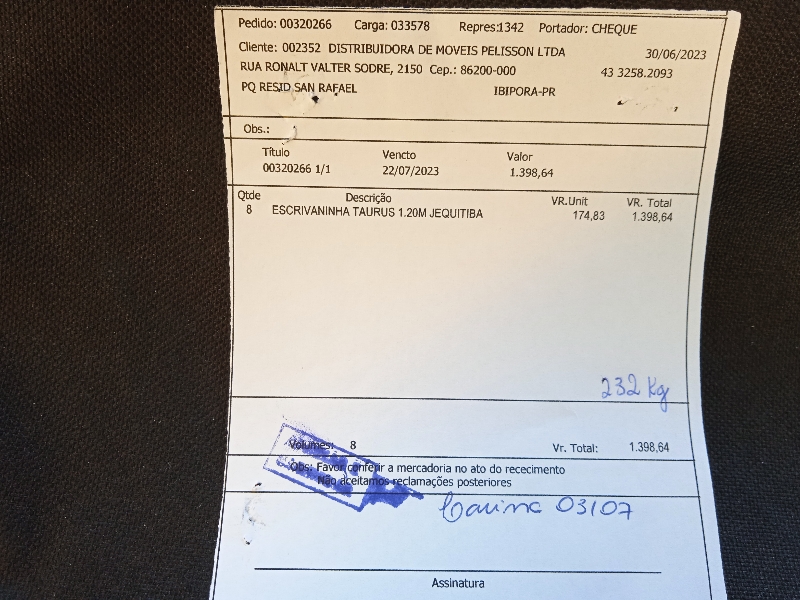 Pedido: 00320266 Carga: 033578 Repres:1342 Portador: CHEQUE
Cliente: 002352 DISTRIBUIDORA DE MOVEIS PELISSON LTDA 30/06/2023
RUA RONALT VALTER SODRE, 2150 Cep.: 86200-000 43 3258.2093
PQ RESID.SAN RAFAEL IBIPORA-PR
Obs.:
Título Vencto Valor
00320266 1/1 22/07/2023 1.398,64
Qtde Descrição VR.Unit VR. Total
8 ESCRIVANINHA TAURUS 1.20M JEQUITIBA 174,83 1.398,64
232 Kg
Volumes: 8 Vr. Total: 1.398,64
Obs: Favor conferir a mercadoria no ato do rececimento
Não aceitamos reclamações posteriores
Carina 03/07
Assinatura